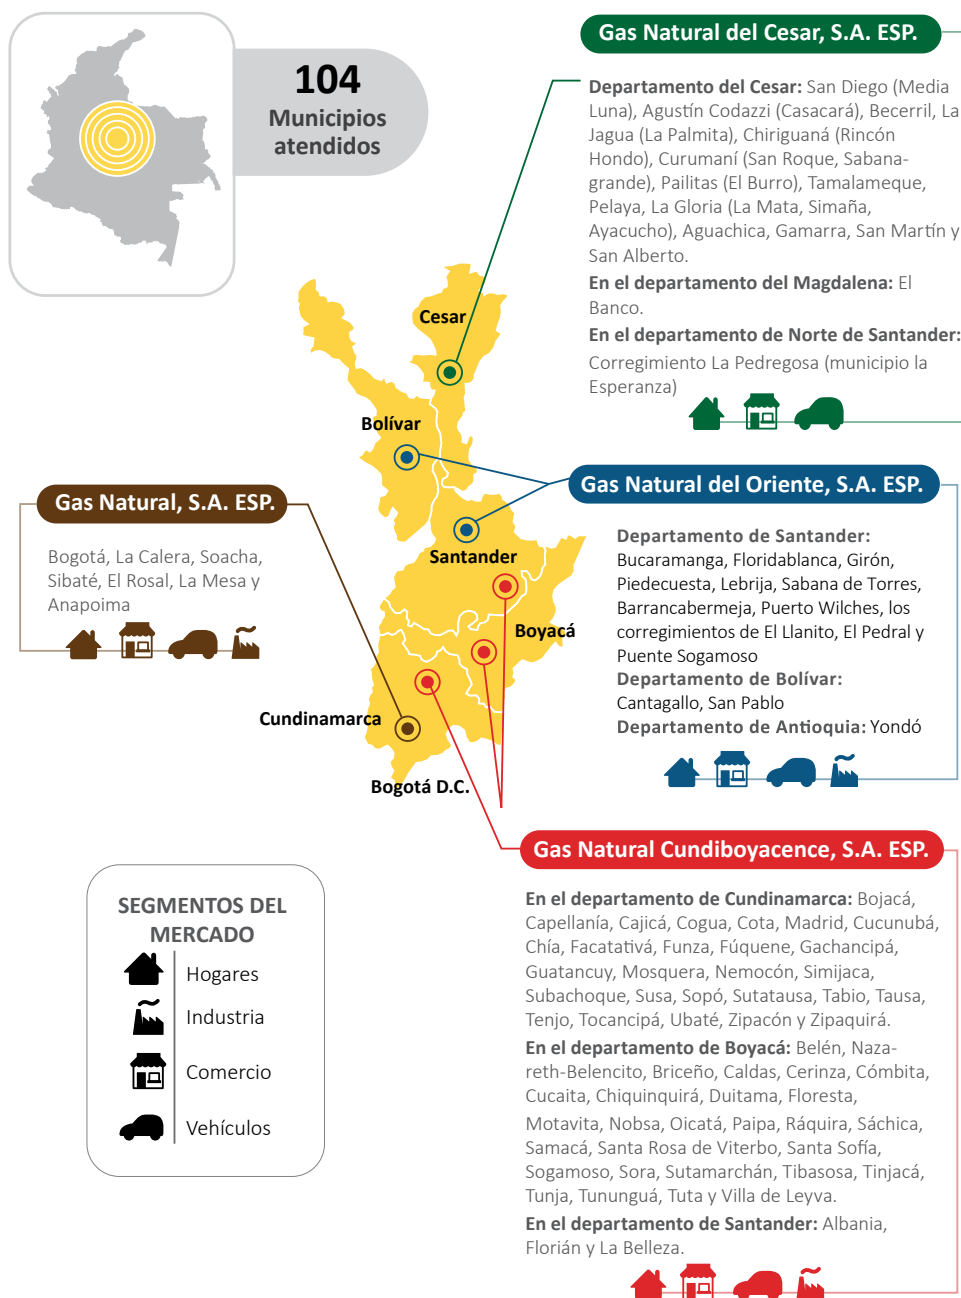 104
Municipios
atendidos
Gas Natural del Cesar, S.A. ESP.
Departamento del Cesar: San Diego (Media
Luna), Agustín Codazzi (Casacará), Becerril, La
Jagua (La Palmita), Chiriguaná (Rincón
Hondo), Curumaní (San Roque, Sabana-
grande), Pailitas (El Burro), Tamalameque,
Pelaya, La Gloria (La Mata, Simaña,
Ayacucho), Aguachica, Gamarra, San Martín y
San Alberto.
En el departamento del Magdalena: El
Banco.
En el departamento de Norte de Santander:
Corregimiento La Pedregosa (municipio la
Esperanza)
Cesar
Bolívar
Santander
Boyacá
Cundinamarca
Bogotá D.C.
Gas Natural, S.A. ESP.
Bogotá, La Calera, Soacha,
Sibaté, El Rosal, La Mesa y
Anapoima
Gas Natural del Oriente, S.A. ESP.
Departamento de Santander:
Bucaramanga, Floridablanca, Girón,
Piedecuesta, Lebrija, Sabana de Torres,
Barrancabermeja, Puerto Wilches, los
corregimientos de El Llanito, El Pedral y
Puente Sogamoso
Departamento de Bolívar:
Cantagallo, San Pablo
Departamento de Antioquia: Yondó
Gas Natural Cundiboyacence, S.A. ESP.
En el departamento de Cundinamarca: Bojacá,
Capellanía, Cajicá, Cogua, Cota, Madrid, Cucunubá,
Chía, Facatativá, Funza, Fúquene, Gachancipá,
Guatancuy, Mosquera, Nemocón, Simijaca,
Subachoque, Susa, Sopó, Sutatausa, Tabio, Tausa,
Tenjo, Tocancipá, Ubaté, Zipacón y Zipaquirá.
En el departamento de Boyacá: Belén, Naza-
reth-Belencito, Briceño, Caldas, Cerinza, Cómbita,
Cucaita, Chiquinquirá, Duitama, Floresta,
Motavita, Nobsa, Oicatá, Paipa, Ráquira, Sáchica,
Samacá, Santa Rosa de Viterbo, Santa Sofía,
Sogamoso, Sora, Sutamarchán, Tibasosa, Tinjacá,
Tunja, Tununguá, Tuta y Villa de Leyva.
En el departamento de Santander: Albania,
Florián y La Belleza.
SEGMENTOS DEL
MERCADO
Hogares
Industria
Comercio
Vehículos